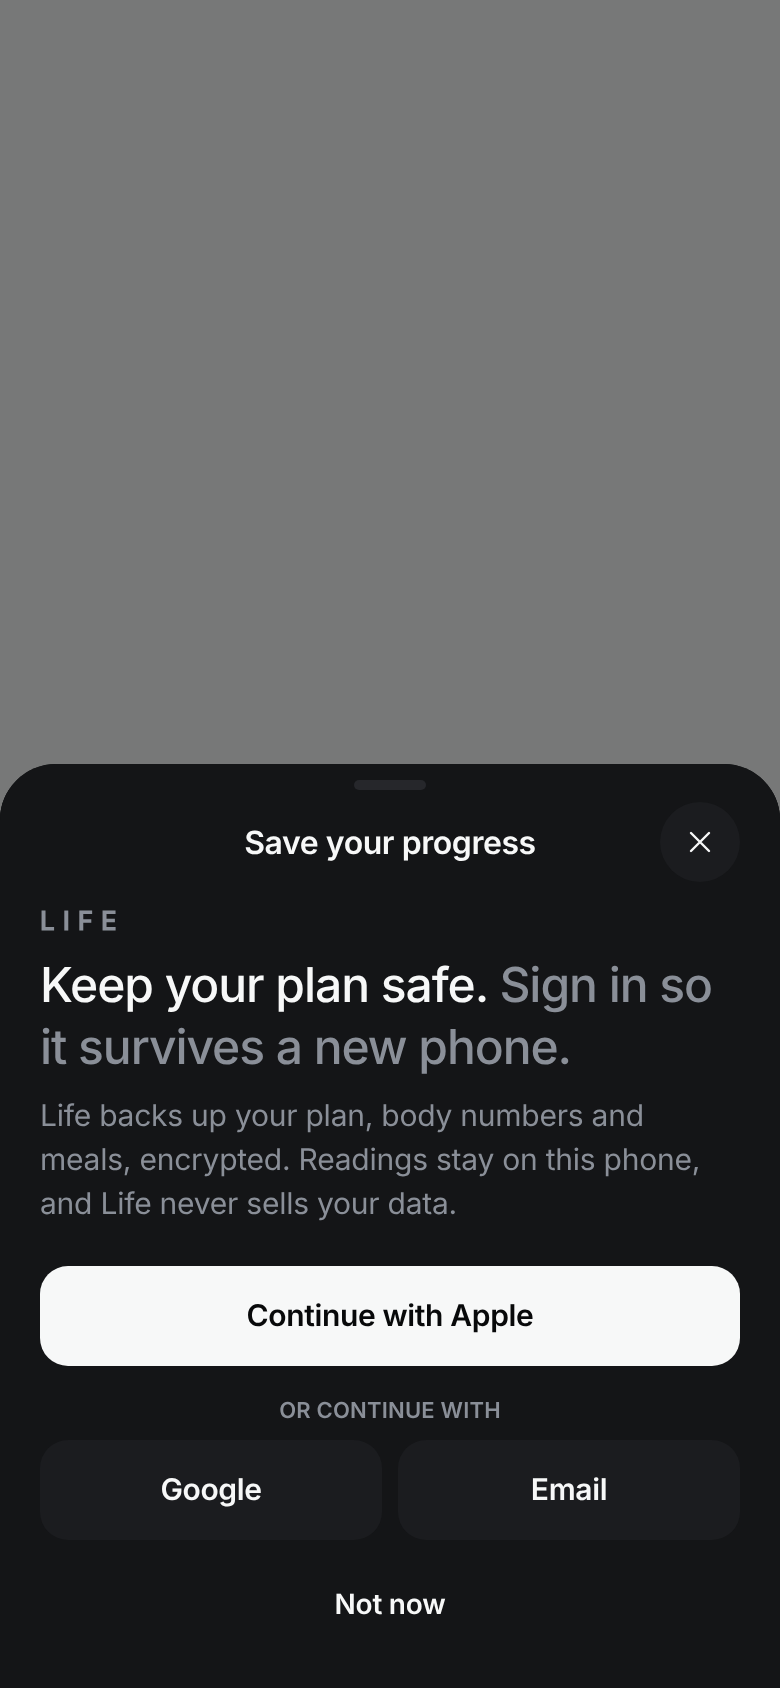 Save your progress
LIFE
Keep your plan safe. Sign in so
it survives a new phone.
Life backs up your plan, body numbers and
meals, encrypted. Readings stay on this phone,
and Life never sells your data.
Continue with Apple
OR CONTINUE WITH
Google
Email
Not now